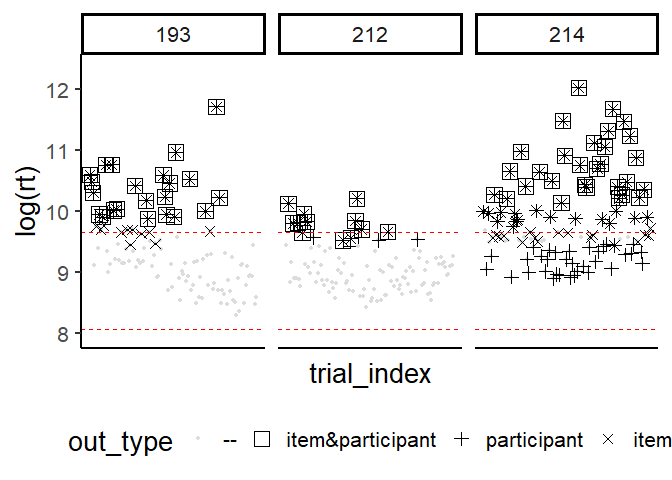 193 212 214
12
11
10
9
8
log(rt)
trial_index
out_type -- item&participant participant item